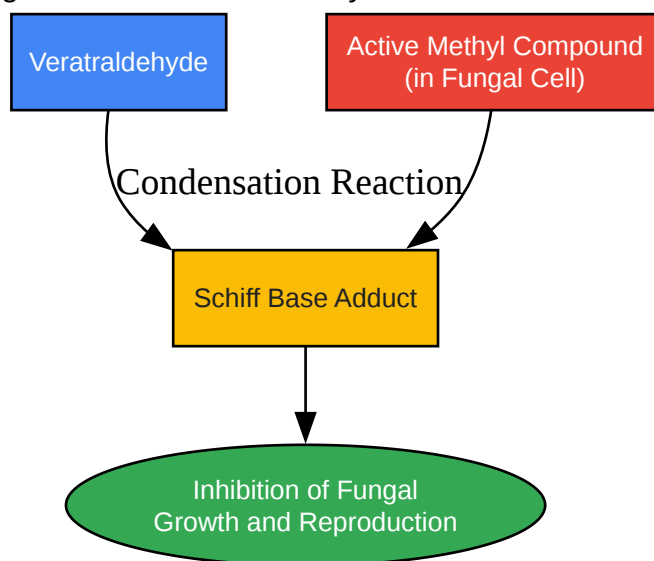 Veratraldehyde
Active Methyl Compound
(in Fungal Cell)
Condensation Reaction
Schiff Base Adduct
Inhibition of Fungal
Growth and Reproduction